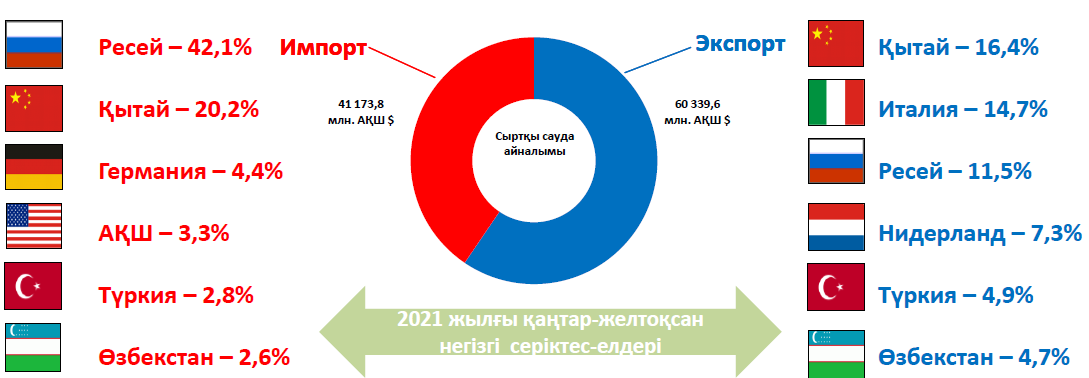 Ресей – 42,1%
Қытай – 20,2%
Германия – 4,4%
АҚШ – 3,3%
Түркия – 2,8%
Өзбекстан – 2,6%
Импорт
41 173,8
млн. АҚШ $
Сыртқы сауда
айналымы
Экспорт
60 339,6
млн. АҚШ $
2021 жылғы қаңтар-желтоқсан
негізгі серіктес-елдері
Қытай – 16,4%
Италия – 14,7%
Ресей – 11,5%
Нидерланд – 7,3%
Түркия – 4,9%
Өзбекстан – 4,7%